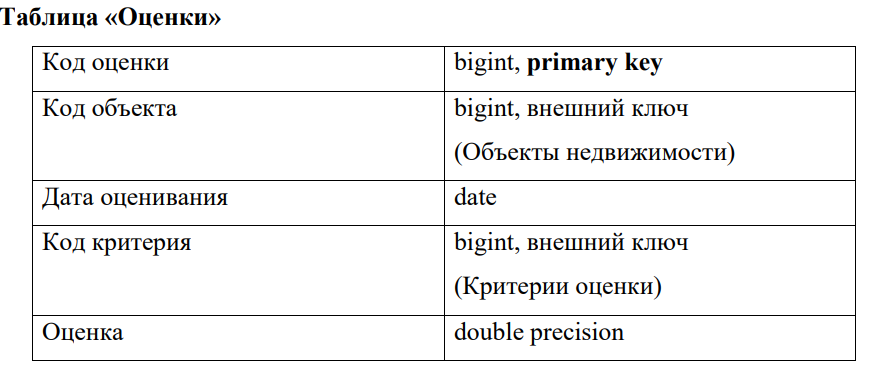 Таблица «Оценки»
Код оценки bigint, primary key
Код объекта bigint, внешний ключ
(Объекты недвижимости)
Дата оценивания date
Код критерия bigint, внешний ключ
(Критерии оценки)
Оценка double precision